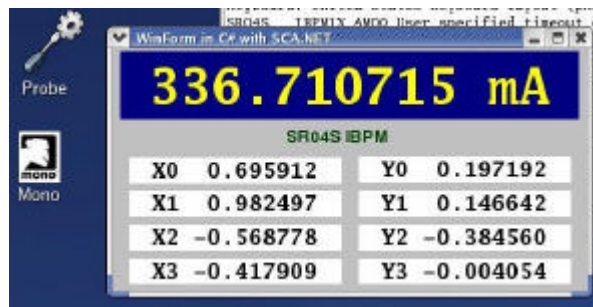 SR04S IBPMIX AMOO User specified timeout
WinForm in C# with SCA.NET
Probe
336.710715 mA
SR04S IBPM
X0 0.695912 Y0 0.197192
mono
X1 0.982497 Y1 0.146642
Mono
X2 -0.568778 Y2 -0.384560
X3 -0.417909 Y3 -0.004054